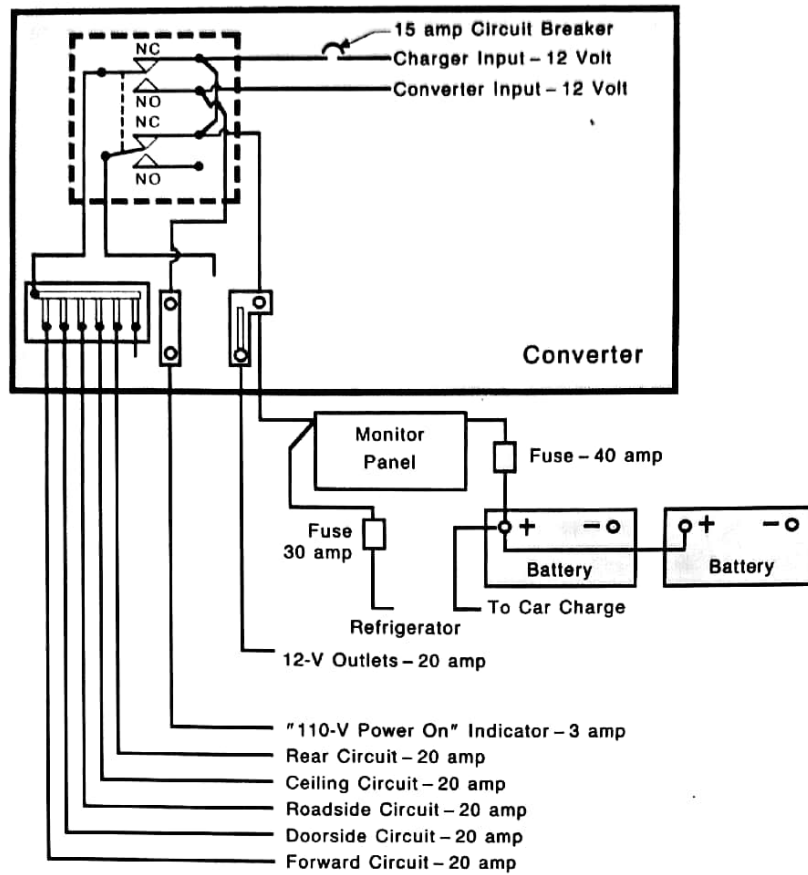 15 amp Circuit Breaker
NC
Charger Input – 12 Volt
Converter Input – 12 Volt
NO
NC
NO
Converter
Monitor
Panel
Fuse – 40 amp
Fuse
30 amp
+ –
+ –
Battery
Battery
To Car Charge
Refrigerator
12-V Outlets – 20 amp
"110-V Power On" Indicator – 3 amp
Rear Circuit – 20 amp
Ceiling Circuit – 20 amp
Roadside Circuit – 20 amp
Doorside Circuit – 20 amp
Forward Circuit – 20 amp